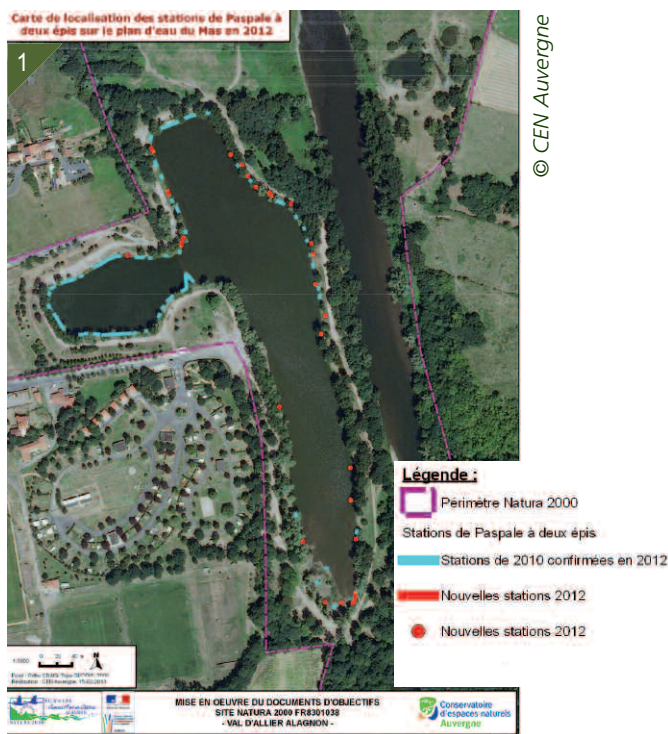 Carte de localisation des stations de Paspale à
deux épis sur le plan d'eau du Mas en 2012
1
© CEN Auvergne
Légende :
Périmètre Natura 2000
Stations de Paspale à deux épis
Stations de 2010 confirmées en 2012
Nouvelles stations 2012
Nouvelles stations 2012
N
MISE EN OEUVRE DU DOCUMENTS D'OBJECTIFS
SITE NATURA 2000 FR8301038
- VAL D'ALLIER ALAGNON -
Conservatoire
d'espaces naturels
Auvergne